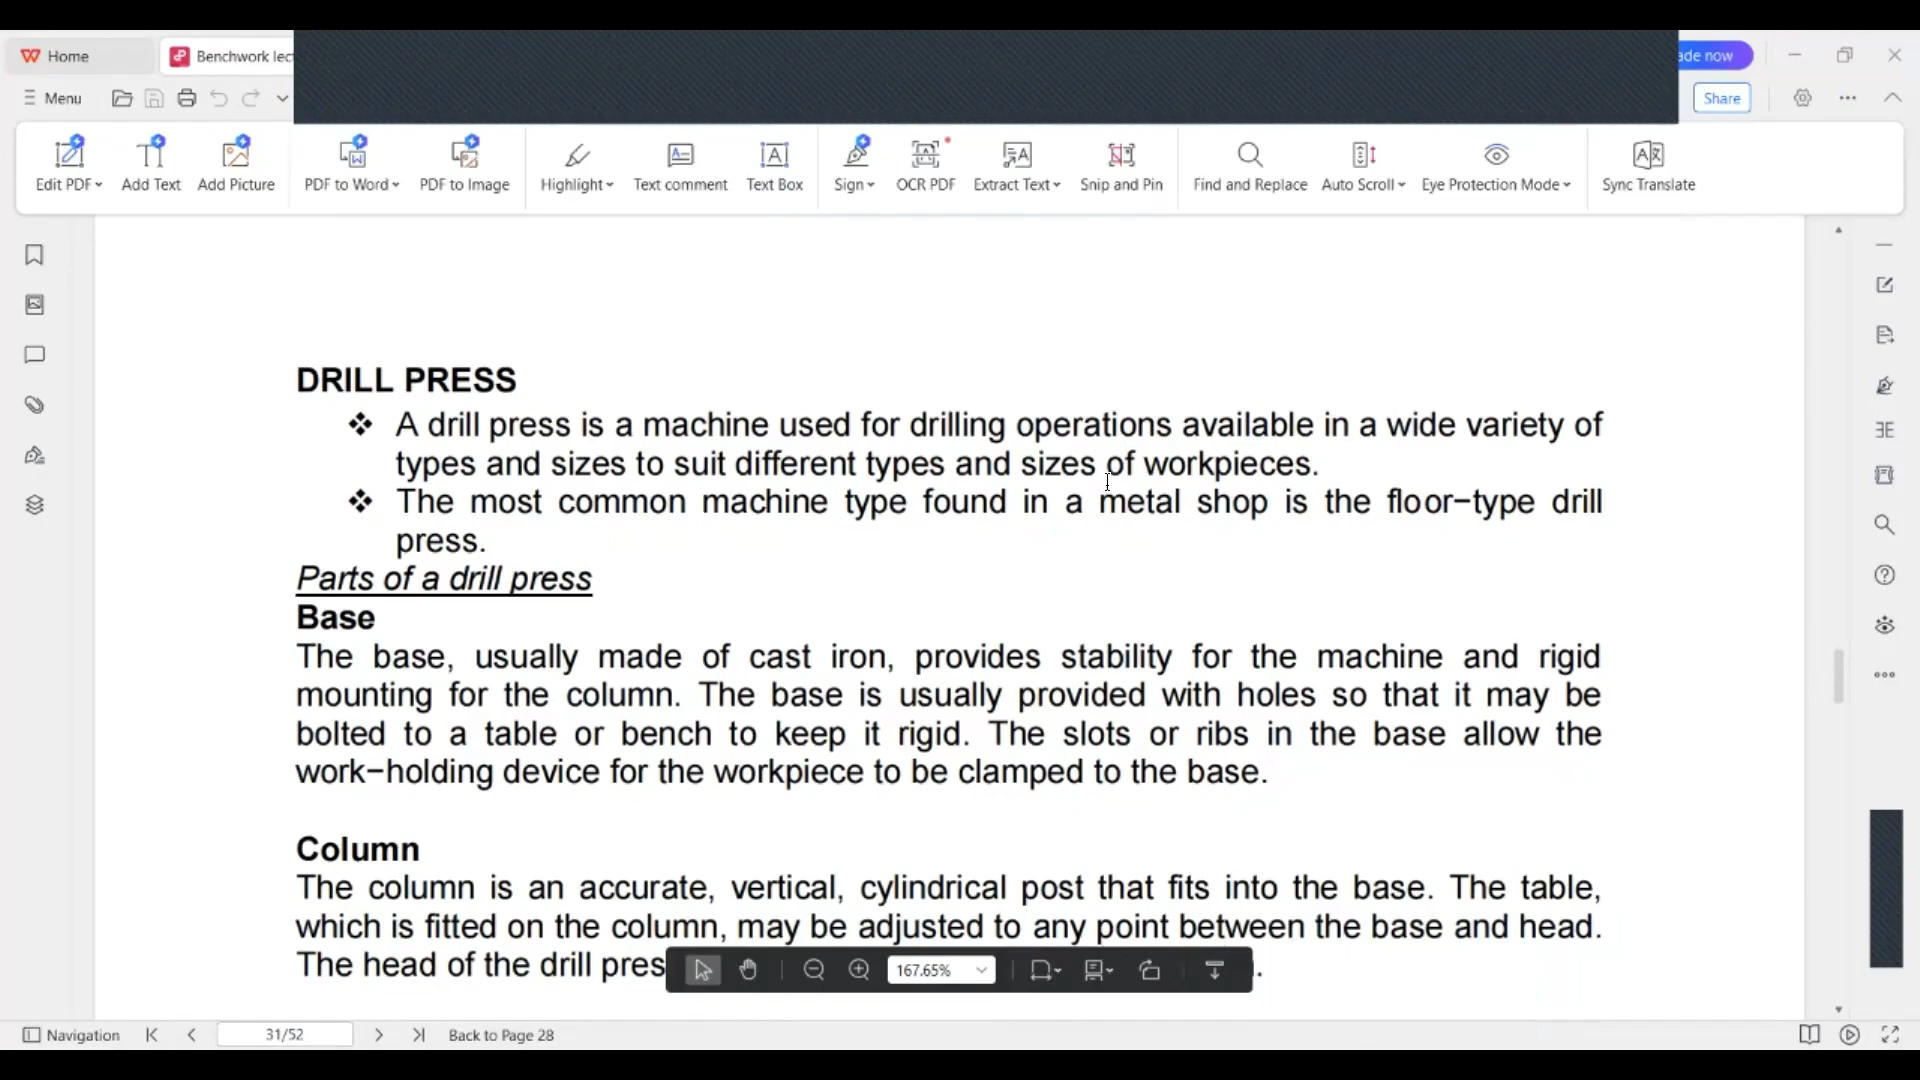 Home
Benchwork lec
ade now
Menu
Share
Edit PDF
Add Text
Add Picture
PDF to Word
PDF to Image
Highlight
Text comment
Text Box
Sign
OCR PDF
Extract Text
Snip and Pin
Find and Replace
Auto Scroll
Eye Protection Mode
Sync Translate
DRILL PRESS
❖ A drill press is a machine used for drilling operations available in a wide variety of
types and sizes to suit different types and sizes of workpieces.
❖ The most common machine type found in a metal shop is the floor−type drill
press.
Parts of a drill press
Base
The base, usually made of cast iron, provides stability for the machine and rigid
mounting for the column. The base is usually provided with holes so that it may be
bolted to a table or bench to keep it rigid. The slots or ribs in the base allow the
work−holding device for the workpiece to be clamped to the base.
Column
The column is an accurate, vertical, cylindrical post that fits into the base. The table,
which is fitted on the column, may be adjusted to any point between the base and head.
The head of the drill pres
167.65%
Navigation
31/52
Back to Page 28